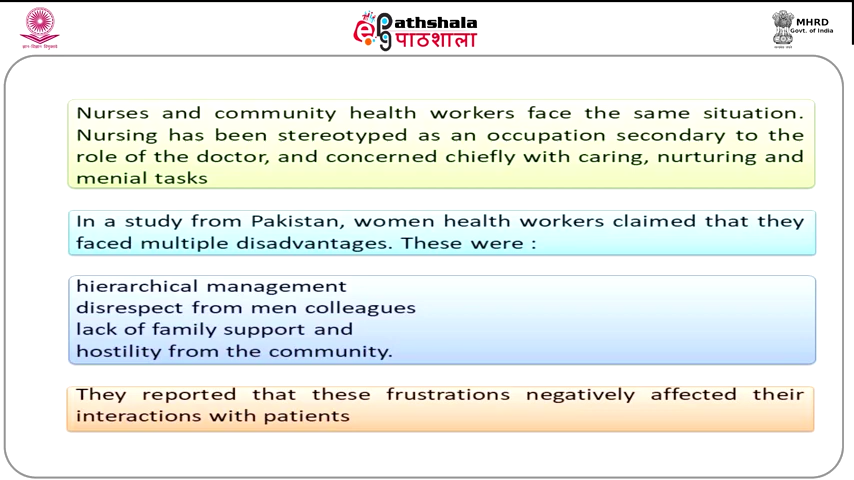 ePathshala
पाठशाला
MHRD
Govt. of India
Nurses and community health workers face the same situation.
Nursing has been stereotyped as an occupation secondary to the
role of the doctor, and concerned chiefly with caring, nurturing and
menial tasks
In a study from Pakistan, women health workers claimed that they
faced multiple disadvantages. These were :
hierarchical management
disrespect from men colleagues
lack of family support and
hostility from the community.
They reported that these frustrations negatively affected their
interactions with patients